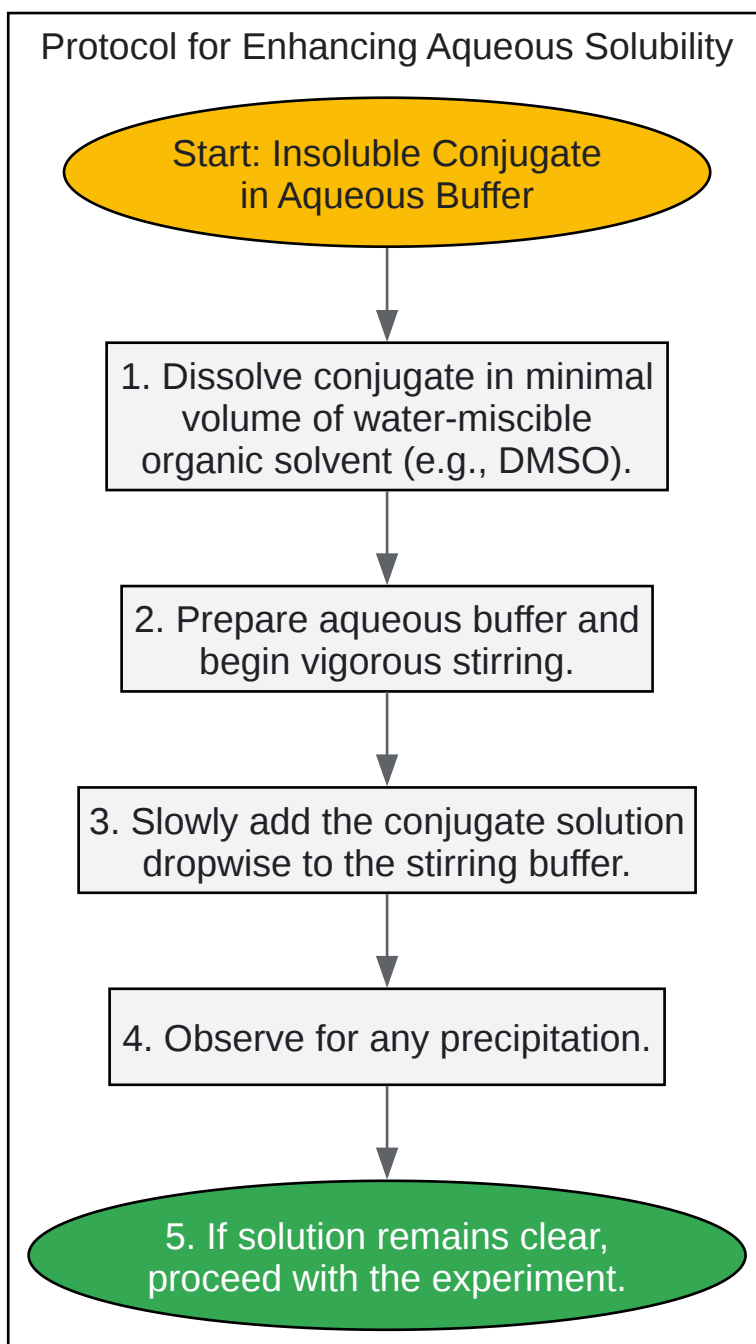 Protocol for Enhancing Aqueous Solubility
Start: Insoluble Conjugate
in Aqueous Buffer
1. Dissolve conjugate in minimal
volume of water-miscible
organic solvent (e.g., DMSO).
2. Prepare aqueous buffer and
begin vigorous stirring.
3. Slowly add the conjugate solution
dropwise to the stirring buffer.
4. Observe for any precipitation.
5. If solution remains clear,
proceed with the experiment.